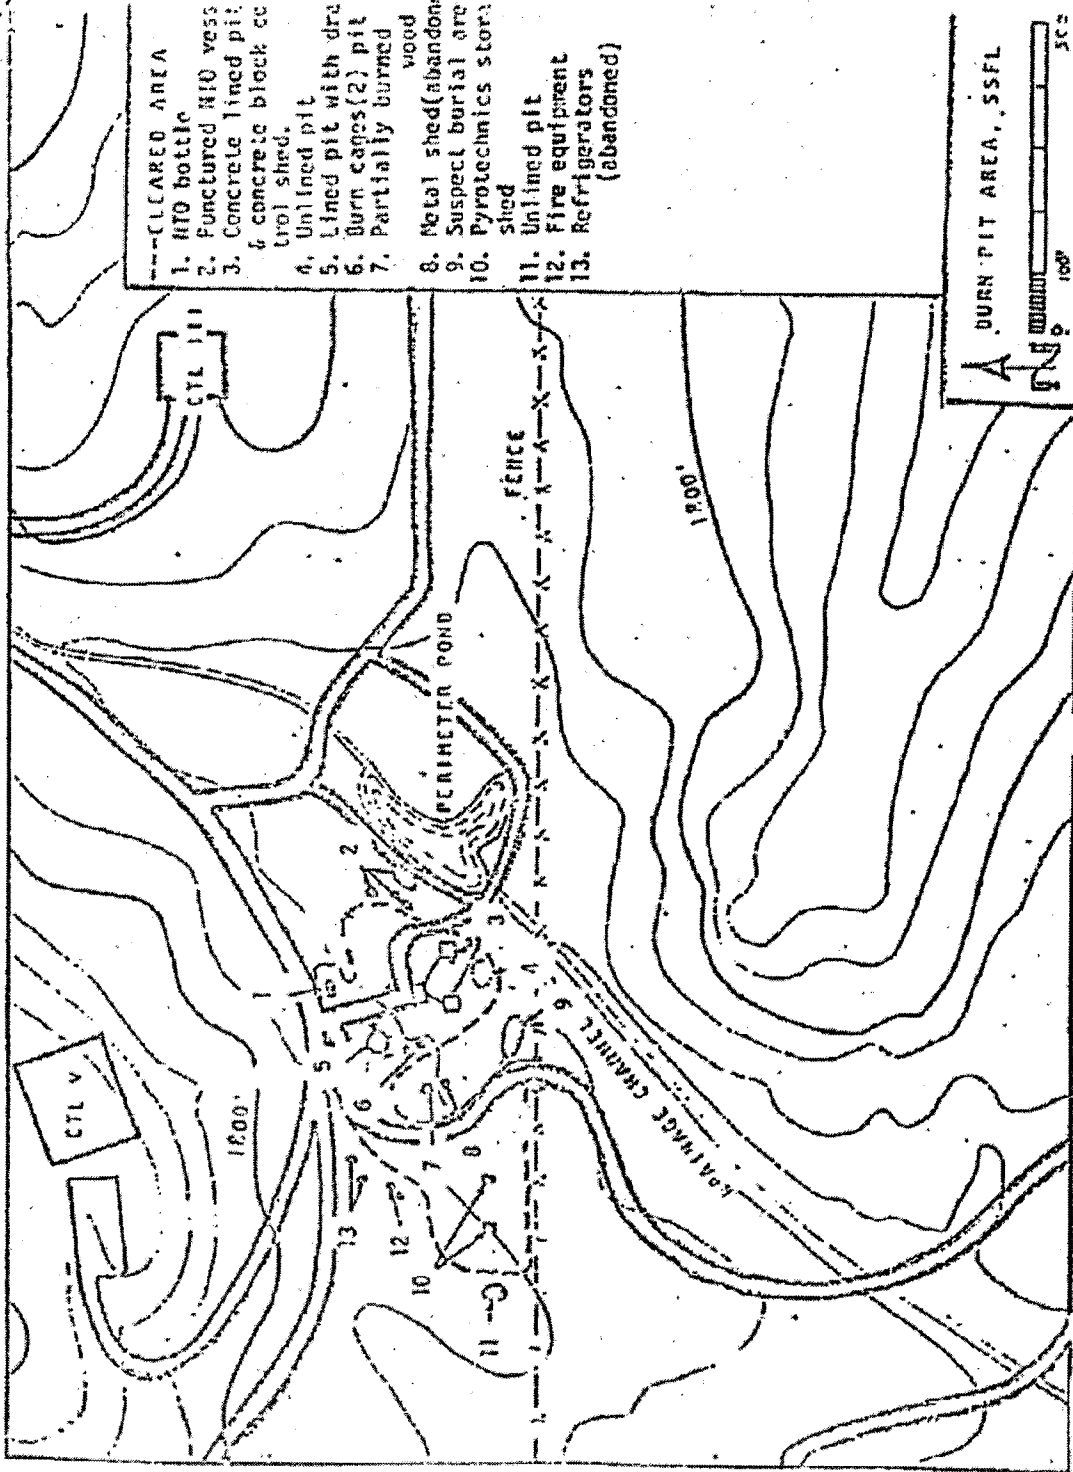 ---CLEARED AREA
1. NTO bottle
2. Punctured NTO vess
3. Concrete lined pit
& concrete block co
trol shed.
4. Unlined pit
5. Lined pit with dra
6. Burn cages(2) pit
7. Partially burned
wood
8. Metal shed(abandon
9. Suspect burial are
10. Pyrotechnics stora
shed
11. Unlined pit
12. Fire equipment
13. Refrigerators
(abandoned)
BURN PIT AREA, SSFL
0 100'
CTL III
CTL V
1800'
PERIMETER POND
FENCE
1800'
DRAINAGE CHANNEL
1
2
3
4
5
6
7
8
9
10
11
12
13